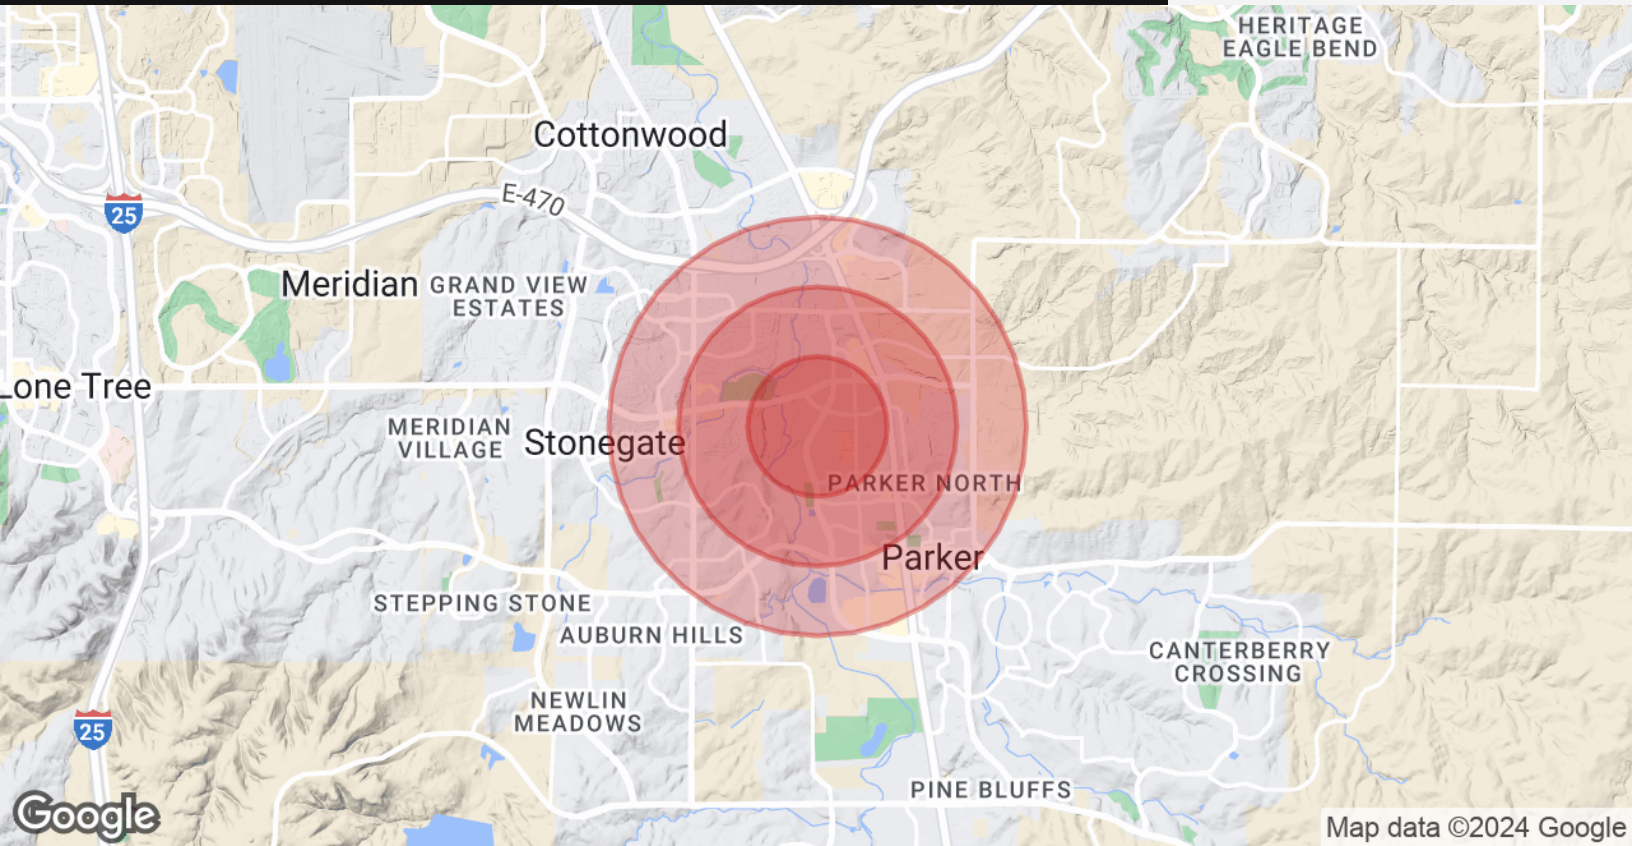 HERITAGE
EAGLE BEND
Cottonwood
E-470
25
Meridian
GRAND VIEW
ESTATES
Lone Tree
MERIDIAN
VILLAGE
Stonegate
PARKER NORTH
Parker
STEPPING STONE
AUBURN HILLS
CANTERBERRY
CROSSING
NEWLIN
MEADOWS
25
PINE BLUFFS
Google
Map data ©2024 Google